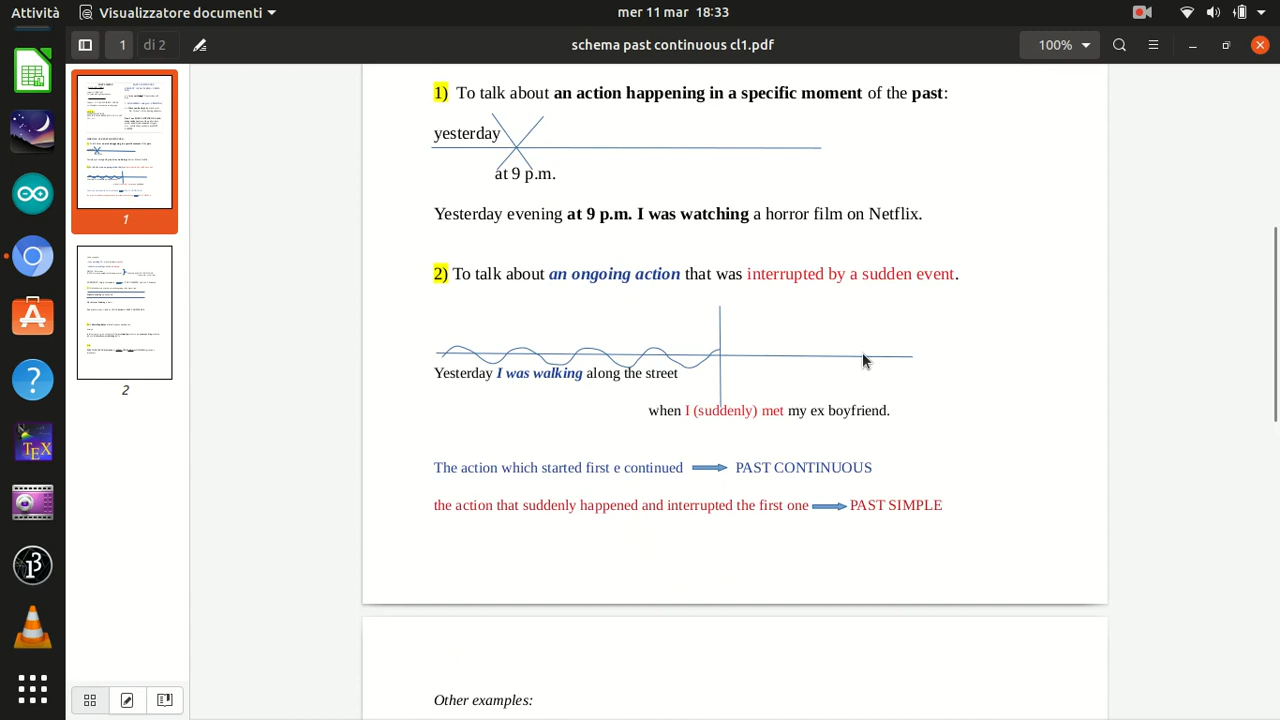 Attività
Visualizzatore documenti
mer 11 mar 18:33
1
di 2
schema past continuous cl1.pdf
100%
1) To talk about an action happening in a specific moment of the past:
yesterday
at 9 p.m.
Yesterday evening at 9 p.m. I was watching a horror film on Netflix.
2) To talk about an ongoing action that was interrupted by a sudden event.
Yesterday I was walking along the street
when I (suddenly) met my ex boyfriend.
The action which started first e continued PAST CONTINUOUS
the action that suddenly happened and interrupted the first one PAST SIMPLE
Other examples:
1
2
TEX